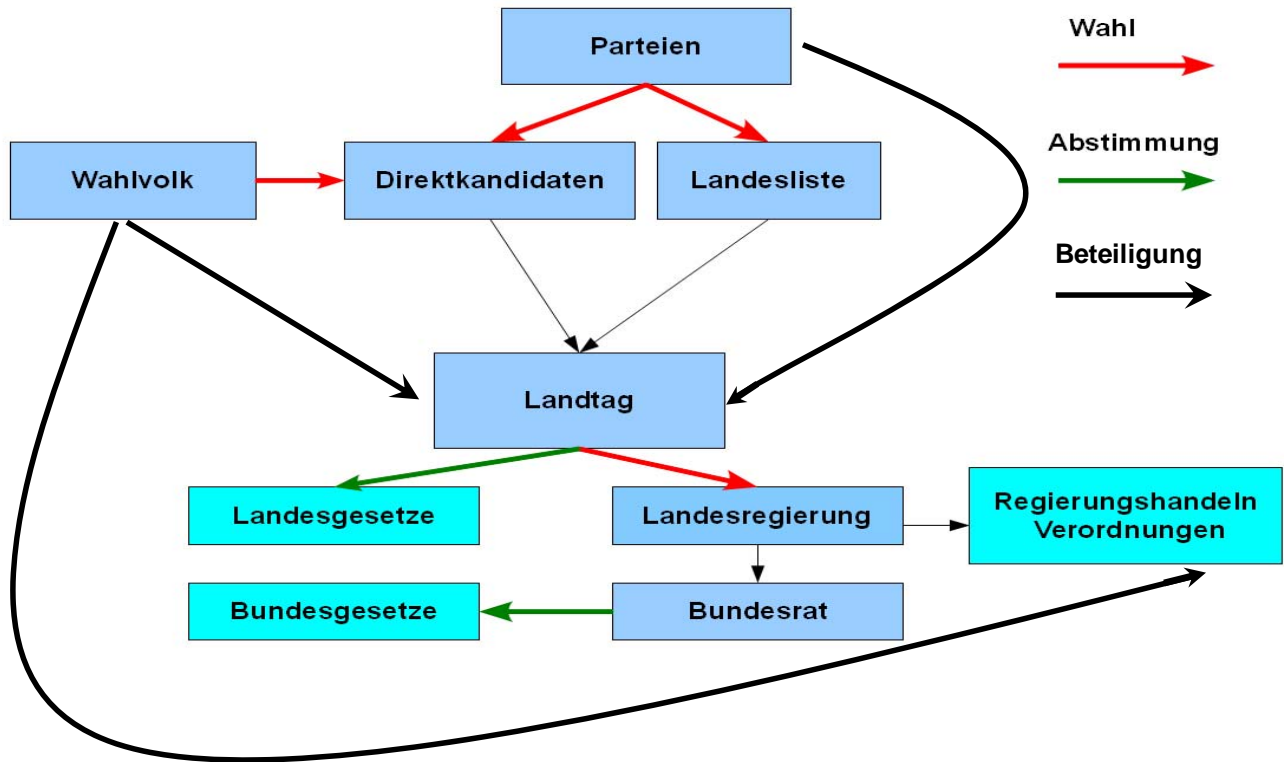 Parteien
Wahl
Abstimmung
Beteiligung
Wahlvolk
Direktkandidaten
Landesliste
Landtag
Landesgesetze
Landesregierung
Regierungshandeln
Verordnungen
Bundesgesetze
Bundesrat